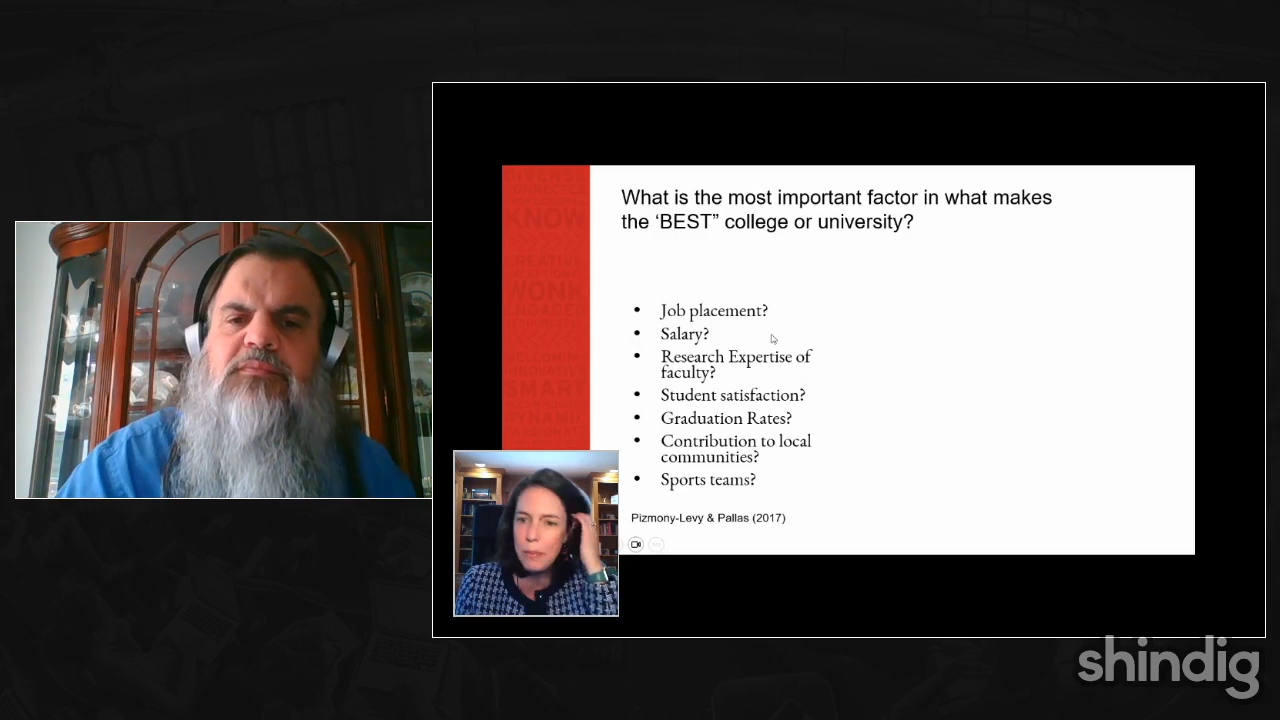 What is the most important factor in what makes
the ‘BEST” college or university?
• Job placement?
• Salary?
• Research Expertise of
faculty?
• Student satisfaction?
• Graduation Rates?
• Contribution to local
communities?
• Sports teams?
Pizmony-Levy & Pallas (2017)
KNOW
CREATIVE
WONK
SMART
shindig